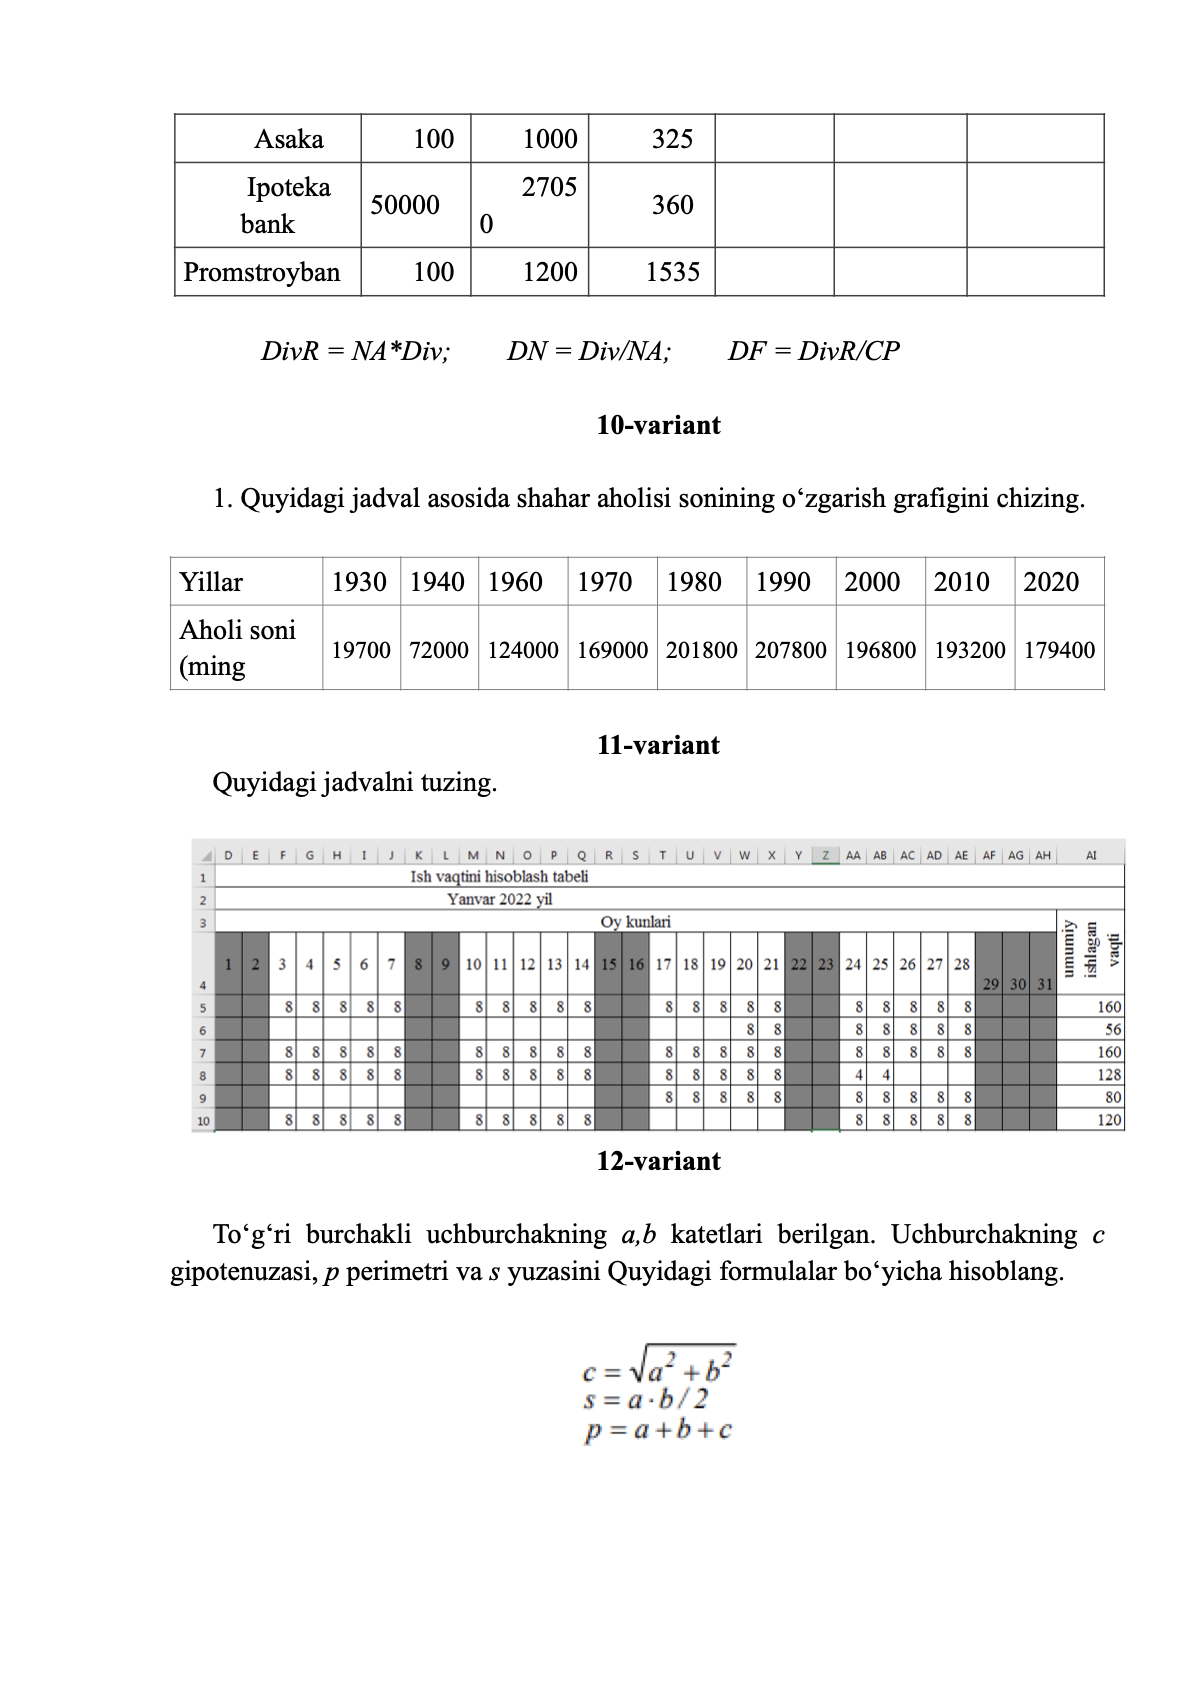 Asaka 100 1000 325
Ipoteka bank 50000 27050 360
Promstroyban 100 1200 1535
DivR = NA*Div; DN = Div/NA; DF = DivR/CP
10-variant
1. Quyidagi jadval asosida shahar aholisi sonining o‘zgarish grafigini chizing.
Yillar 1930 1940 1960 1970 1980 1990 2000 2010 2020
Aholi soni (ming 19700 72000 124000 169000 201800 207800 196800 193200 179400
11-variant
Quyidagi jadvalni tuzing.
D E F G H I J K L M N O P Q R S T U V W X Y Z AA AB AC AD AE AF AG AH AI
1 Ish vaqtini hisoblash tabeli
2 Yanvar 2022 yil
3 Oy kunlari
umumiy ishlagan vaqti
4 1 2 3 4 5 6 7 8 9 10 11 12 13 14 15 16 17 18 19 20 21 22 23 24 25 26 27 28 29 30 31
5 8 8 8 8 8 8 8 8 8 8 8 8 8 8 8 8 8 8 8 8 160
6 8 8 8 8 8 8 8 56
7 8 8 8 8 8 8 8 8 8 8 8 8 8 8 8 8 8 8 8 8 160
8 8 8 8 8 8 8 8 8 8 8 8 8 8 8 8 4 4 128
9 8 8 8 8 8 8 8 8 8 8 80
10 8 8 8 8 8 8 8 8 8 8 8 8 8 8 8 120
12-variant
To‘g‘ri burchakli uchburchakning a,b katetlari berilgan. Uchburchakning c
gipotenuzasi, p perimetri va s yuzasini Quyidagi formulalar bo‘yicha hisoblang.
c = √a² + b²
s = a · b / 2
p = a + b + c